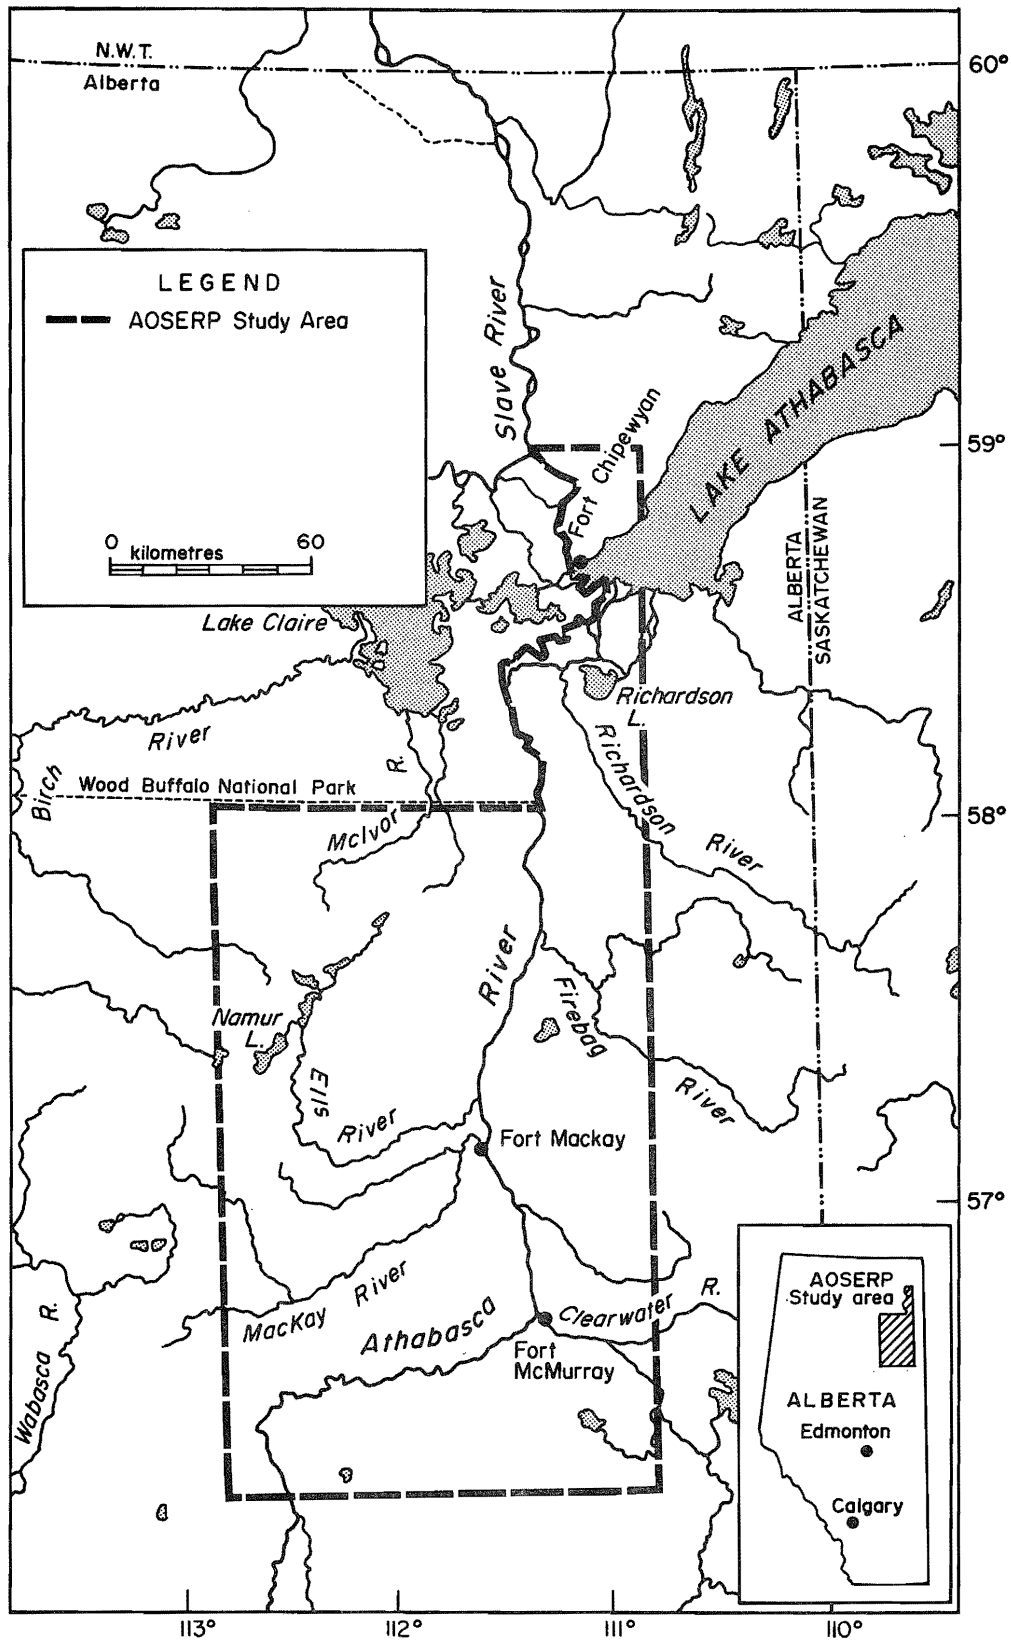 N.W.T.
Alberta
60°
LEGEND
AOSERP Study Area
0 kilometres 60
Slave River
Fort Chipewyan
LAKE ATHABASCA
59°
ALBERTA
SASKATCHEWAN
Lake Claire
Richardson
L.
Birch River
R.
Wood Buffalo National Park
McIvor
Richardson River
58°
River
Firebag
River
Namur
L.
Ells
River
Fort Mackay
57°
MacKay River
Athabasca
Clearwater R.
Fort
McMurray
Wabasca R.
AOSERP
Study area
ALBERTA
Edmonton
Calgary
113°
112°
111°
110°